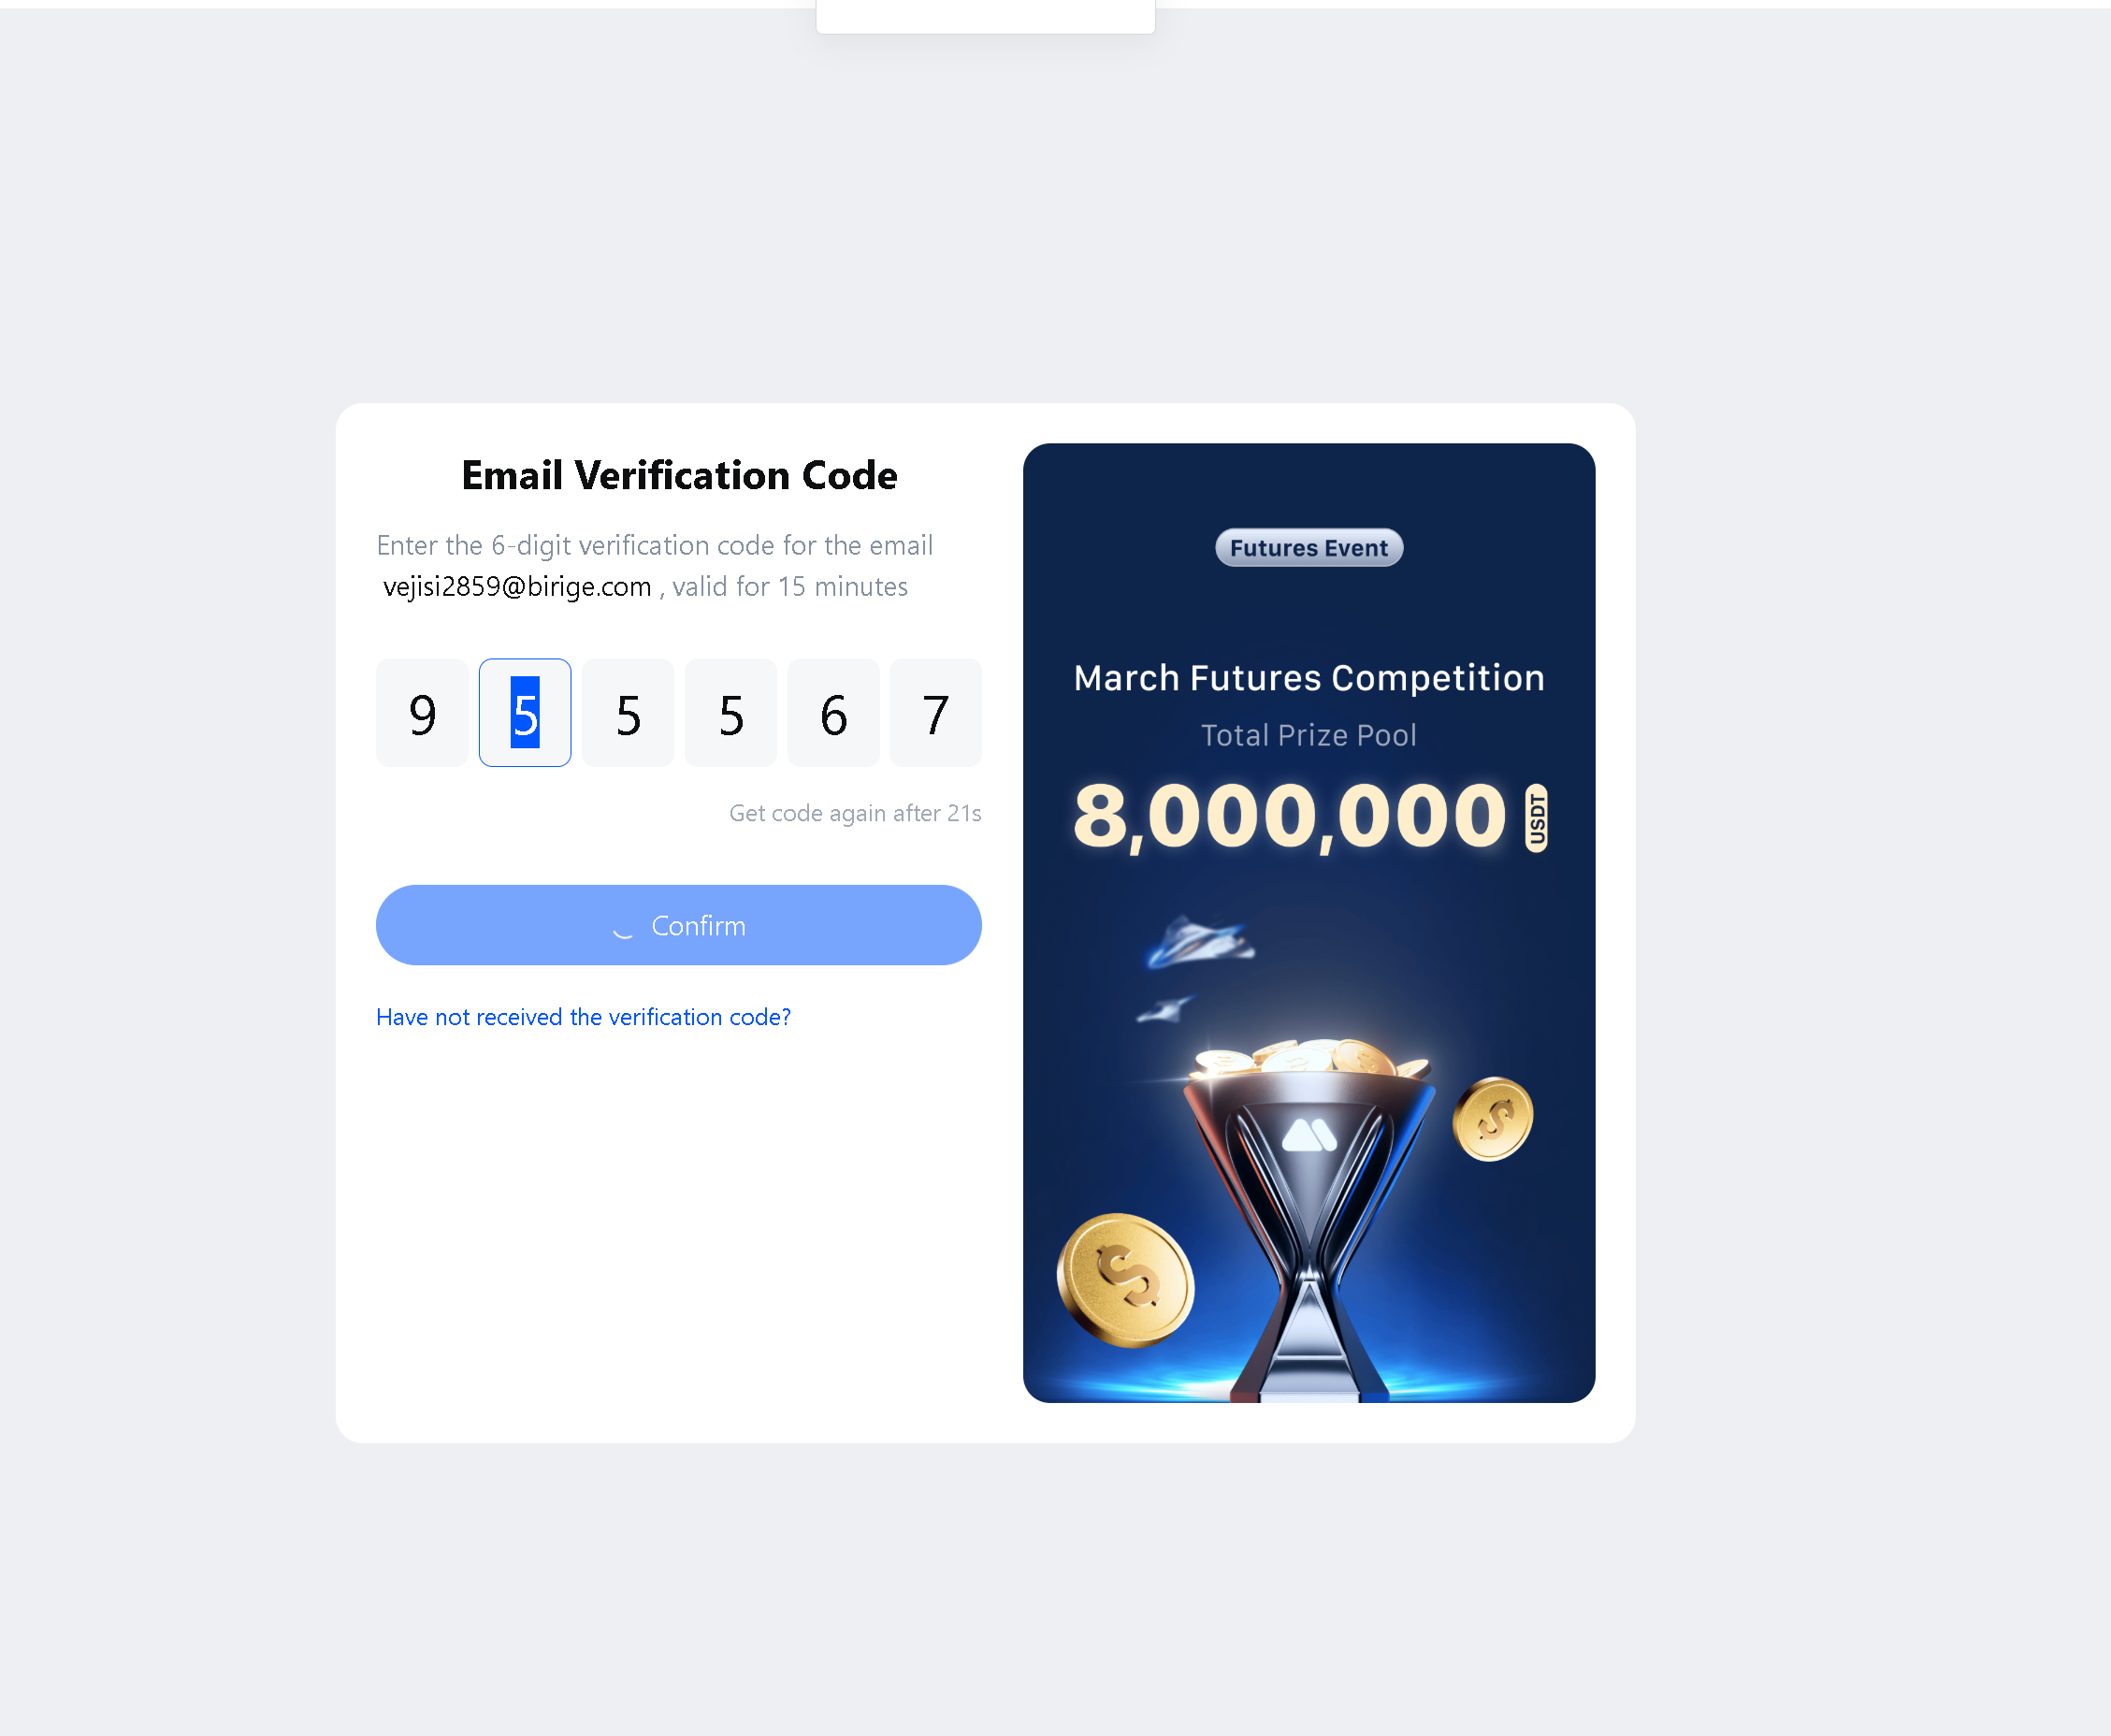 Email Verification Code
Enter the 6-digit verification code for the email
vejisi2859@birige.com , valid for 15 minutes
9 5 5 5 6 7
Get code again after 21s
Confirm
Have not received the verification code?
Futures Event
March Futures Competition
Total Prize Pool
8,000,000 USDT